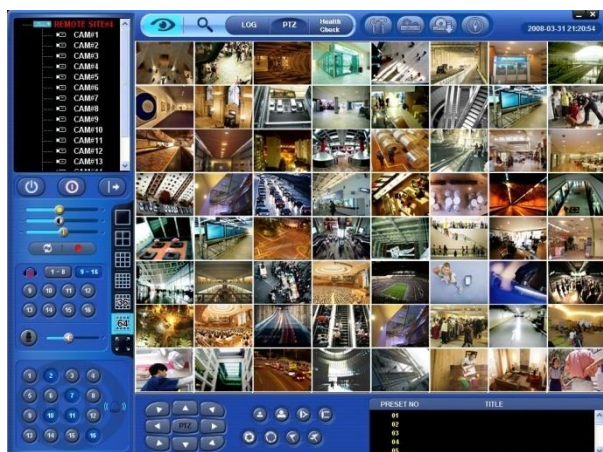 REMOTE SITE#1
CAM#1
CAM#2
CAM#3
CAM#4
CAM#5
CAM#6
CAM#7
CAM#8
CAM#9
CAM#10
CAM#11
CAM#12
CAM#13
LOG
PTZ
Health
Check
2008-03-31 21:20:54
1 - 8
9 - 16
9 10 11 12
13 14 15 16
64
1 2 3 4
5 6 7 8
9 10 11 12
13 14 15 16
PTZ
PRESET NO TITLE
01
02
03
04
05